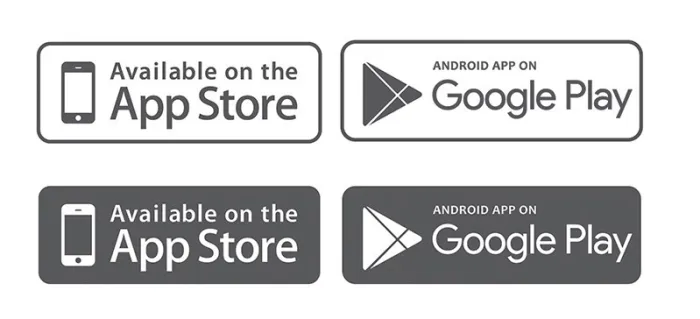 Available on the
App Store
ANDROID APP ON
Google Play
Available on the
App Store
ANDROID APP ON
Google Play